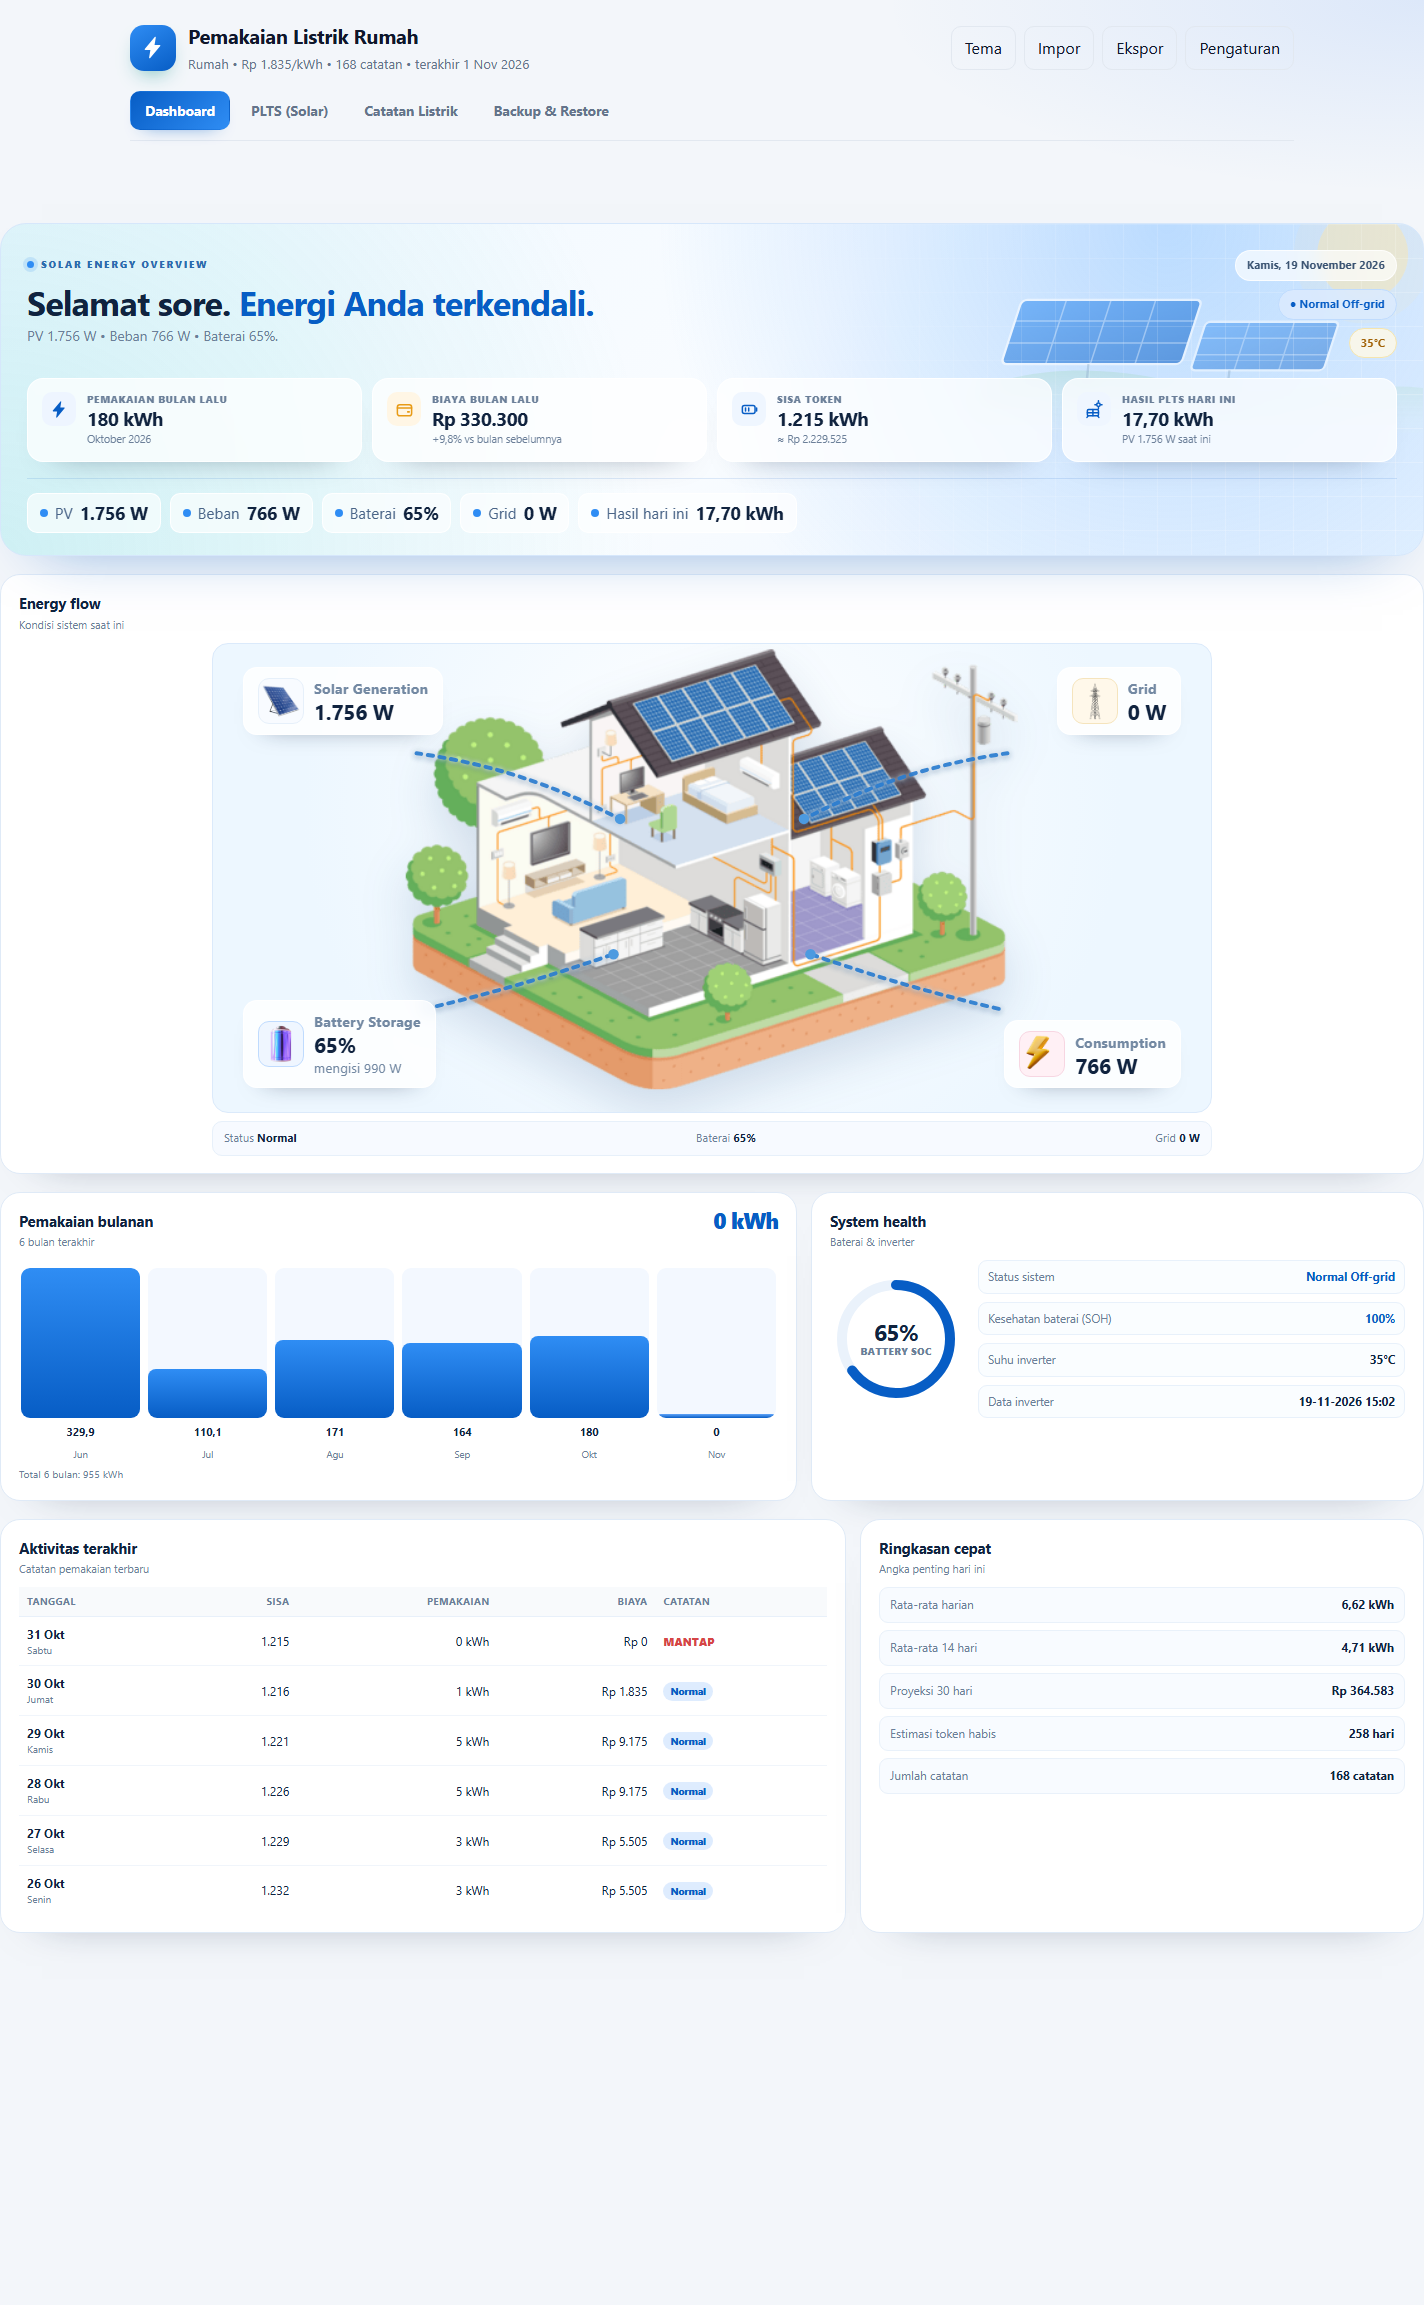 Pemakaian Listrik Rumah
Rumah • Rp 1.835/kWh • 168 catatan • terakhir 1 Nov 2026
Tema
Impor
Ekspor
Pengaturan
Dashboard
PLTS (Solar)
Catatan Listrik
Backup & Restore
SOLAR ENERGY OVERVIEW
Selamat sore. Energi Anda terkendali.
PV 1.756 W • Beban 766 W • Baterai 65%.
Kamis, 19 November 2026
• Normal Off-grid
35°C
PEMAKAIAN BULAN LALU
180 kWh
Oktober 2026
BIAYA BULAN LALU
Rp 330.300
+9,8% vs bulan sebelumnya
SISA TOKEN
1.215 kWh
≈ Rp 2.229.525
HASIL PLTS HARI INI
17,70 kWh
PV 1.756 W saat ini
PV 1.756 W
Beban 766 W
Baterai 65%
Grid 0 W
Hasil hari ini 17,70 kWh
Energy flow
Kondisi sistem saat ini
Solar Generation
1.756 W
Grid
0 W
Battery Storage
65%
mengisi 990 W
Consumption
766 W
Status Normal
Baterai 65%
Grid 0 W
Pemakaian bulanan
6 bulan terakhir
0 kWh
329,9
110,1
171
164
180
0
Jun
Jul
Agu
Sep
Okt
Nov
Total 6 bulan: 955 kWh
System health
Baterai & inverter
65%
BATTERY SOC
Status sistem Normal Off-grid
Kesehatan baterai (SOH) 100%
Suhu inverter 35°C
Data inverter 19-11-2026 15:02
Aktivitas terakhir
Catatan pemakaian terbaru
TANGGAL SISA PEMAKAIAN BIAYA CATATAN
31 Okt
Sabtu
1.215 0 kWh Rp 0 MANTAP
30 Okt
Jumat
1.216 1 kWh Rp 1.835 Normal
29 Okt
Kamis
1.221 5 kWh Rp 9.175 Normal
28 Okt
Rabu
1.226 5 kWh Rp 9.175 Normal
27 Okt
Selasa
1.229 3 kWh Rp 5.505 Normal
26 Okt
Senin
1.232 3 kWh Rp 5.505 Normal
Ringkasan cepat
Angka penting hari ini
Rata-rata harian 6,62 kWh
Rata-rata 14 hari 4,71 kWh
Proyeksi 30 hari Rp 364.583
Estimasi token habis 258 hari
Jumlah catatan 168 catatan